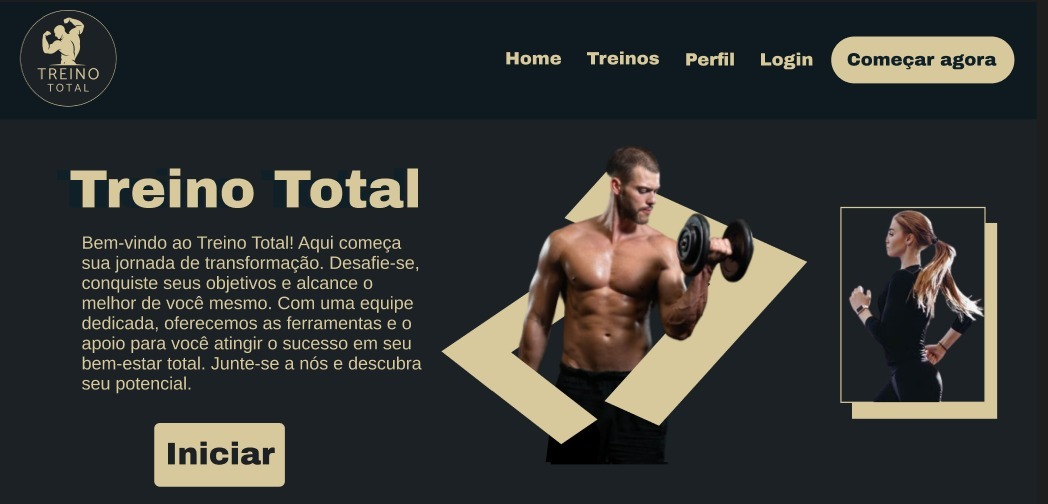 TREINO
TOTAL
Home Treinos Perfil Login Começar agora
Treino Total
Bem-vindo ao Treino Total! Aqui começa
sua jornada de transformação. Desafie-se,
conquiste seus objetivos e alcance o
melhor de você mesmo. Com uma equipe
dedicada, oferecemos as ferramentas e o
apoio para você atingir o sucesso em seu
bem-estar total. Junte-se a nós e descubra
seu potencial.
Iniciar